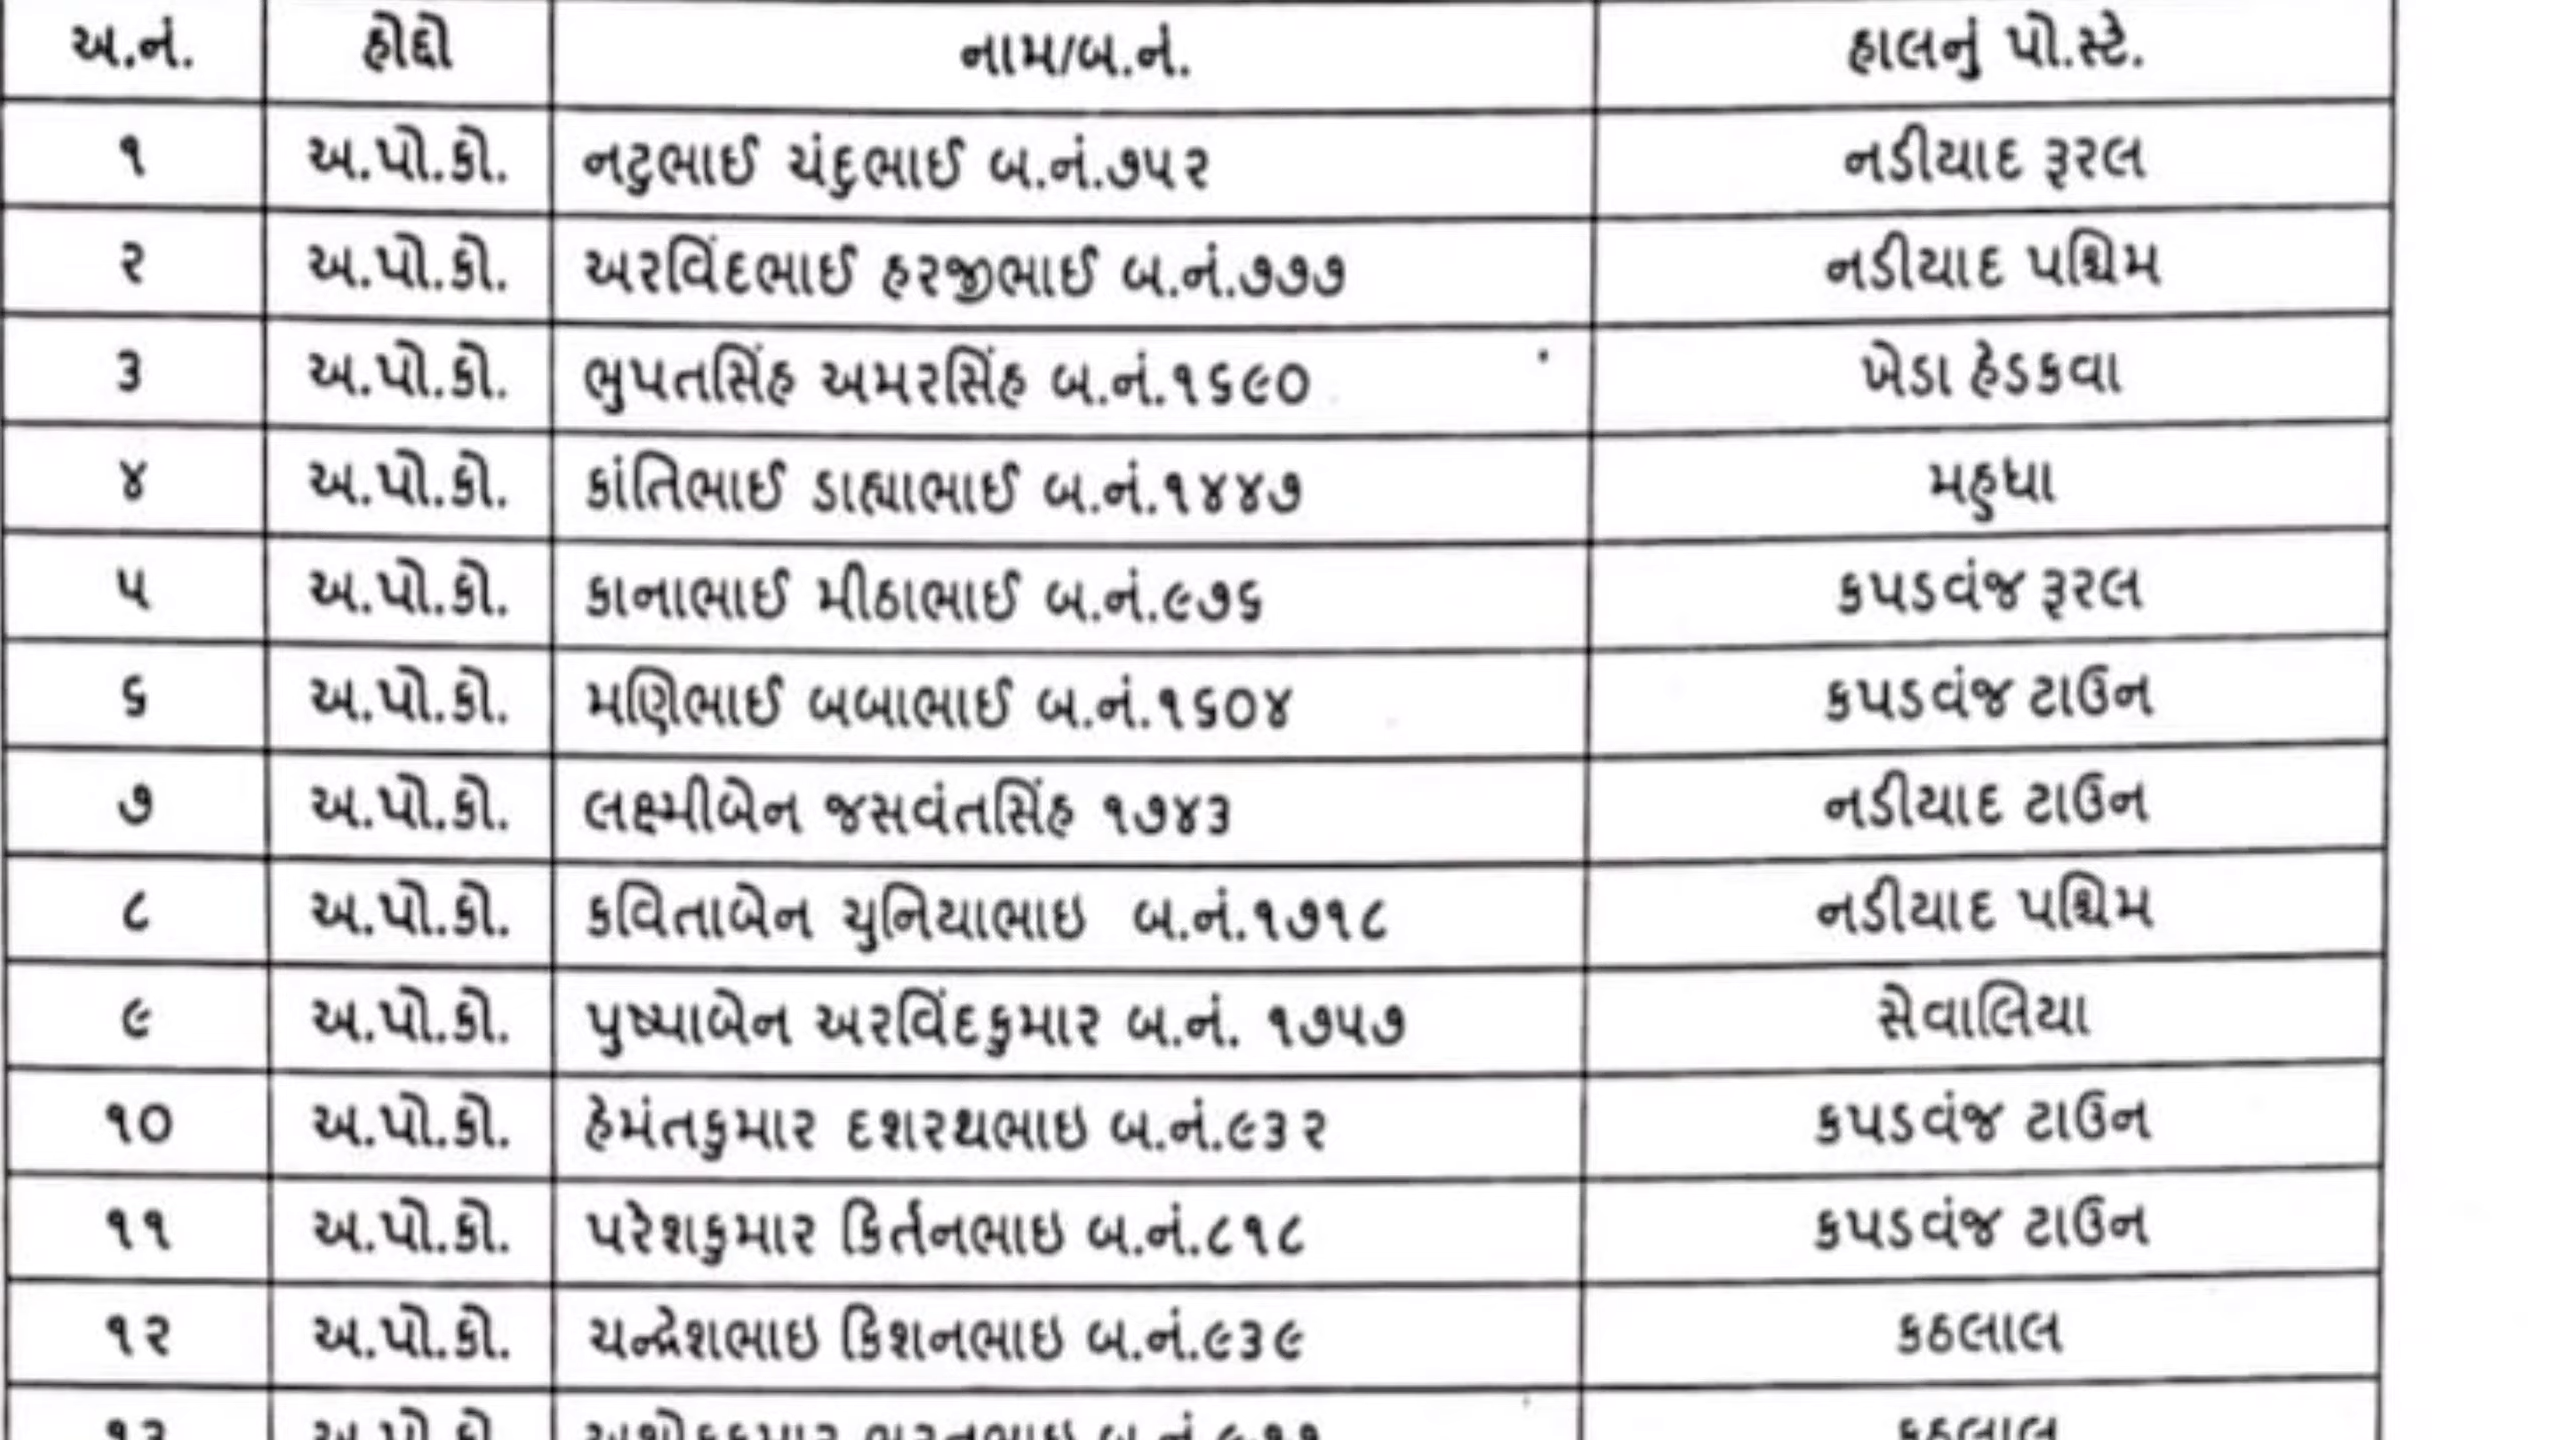 અ.નં. હોદ્દો નામ/બ.નં. હાલનું પો.સ્ટે.
૧ અ.પો.કો. નટુભાઈ ચંદુભાઈ બ.નં.૭૫૨ નડીયાદ રૂરલ
૨ અ.પો.કો. અરવિંદભાઈ હરજીભાઈ બ.નં.૭૭૭ નડીયાદ પશ્ચિમ
૩ અ.પો.કો. ભુપતસિંહ અમરસિંહ બ.નં.૧૬૯૦ ખેડા હેડકવા
૪ અ.પો.કો. કાંતિભાઈ ડાહ્યાભાઈ બ.નં.૧૪૪૭ મહુધા
૫ અ.પો.કો. કાનાભાઈ મીઠાભાઈ બ.નં.૯૭૬ કપડવંજ રૂરલ
૬ અ.પો.કો. મણિભાઈ બબાભાઈ બ.નં.૧૬૦૪ કપડવંજ ટાઉન
૭ અ.પો.કો. લક્ષ્મીબેન જસવંતસિંહ ૧૭૪૩ નડીયાદ ટાઉન
૮ અ.પો.કો. કવિતાબેન ચુનિયાભાઇ બ.નં.૧૭૧૮ નડીયાદ પશ્ચિમ
૯ અ.પો.કો. પુષ્પાબેન અરવિંદકુમાર બ.નં. ૧૭૫૭ સેવાલિયા
૧૦ અ.પો.કો. હેમંતકુમાર દશરથભાઇ બ.નં.૯૩૨ કપડવંજ ટાઉન
૧૧ અ.પો.કો. પરેશકુમાર કિર્તનભાઇ બ.નં.૮૧૮ કપડવંજ ટાઉન
૧૨ અ.પો.કો. ચન્દ્રેશભાઇ કિશનભાઇ બ.નં.૯૩૯ કઠલાલ
૧૩ અ.પો.કો. કઠલાલ